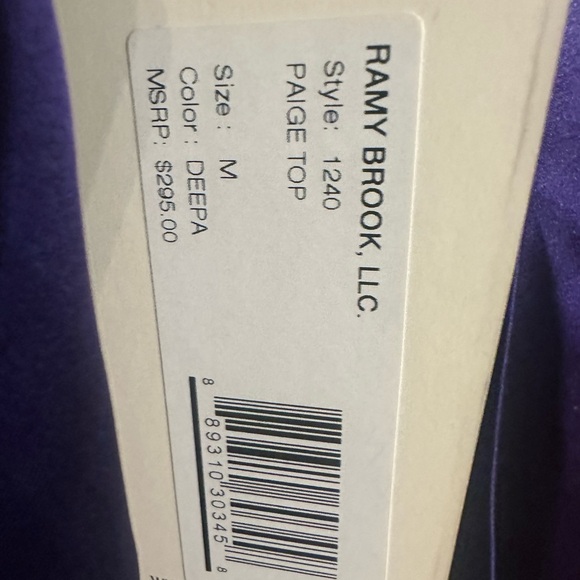 RAMY BROOK, LLC.
Style: 1240
PAIGE TOP
Size : M
Color : DEEPA
MSRP: $295.00
8 89310 30345 8